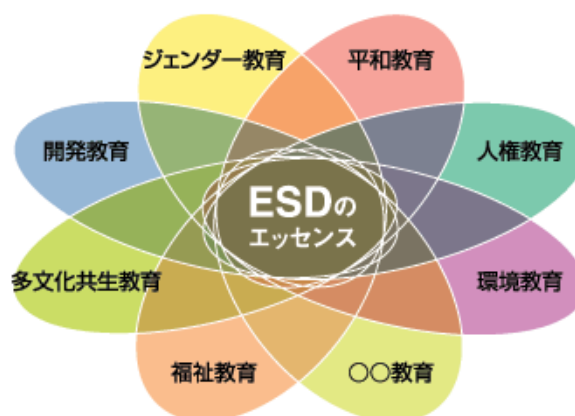 ジェンダー教育
平和教育
開発教育
人権教育
ESDの
エッセンス
多文化共生教育
環境教育
福祉教育
○○教育